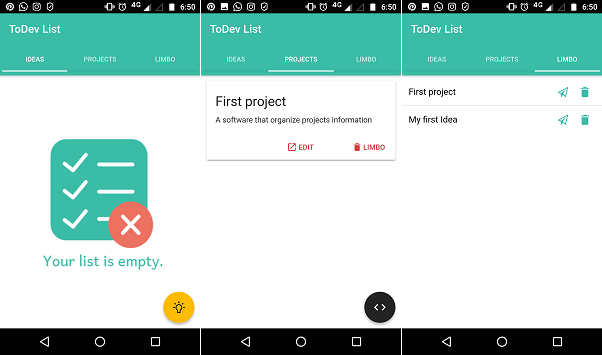 4G 6:50
ToDev List
IDEAS PROJECTS LIMBO
Your list is empty.
4G 6:50
ToDev List
IDEAS PROJECTS LIMBO
First project
A software that organize projects information
EDIT LIMBO
4G 6:50
ToDev List
IDEAS PROJECTS LIMBO
First project
My first Idea